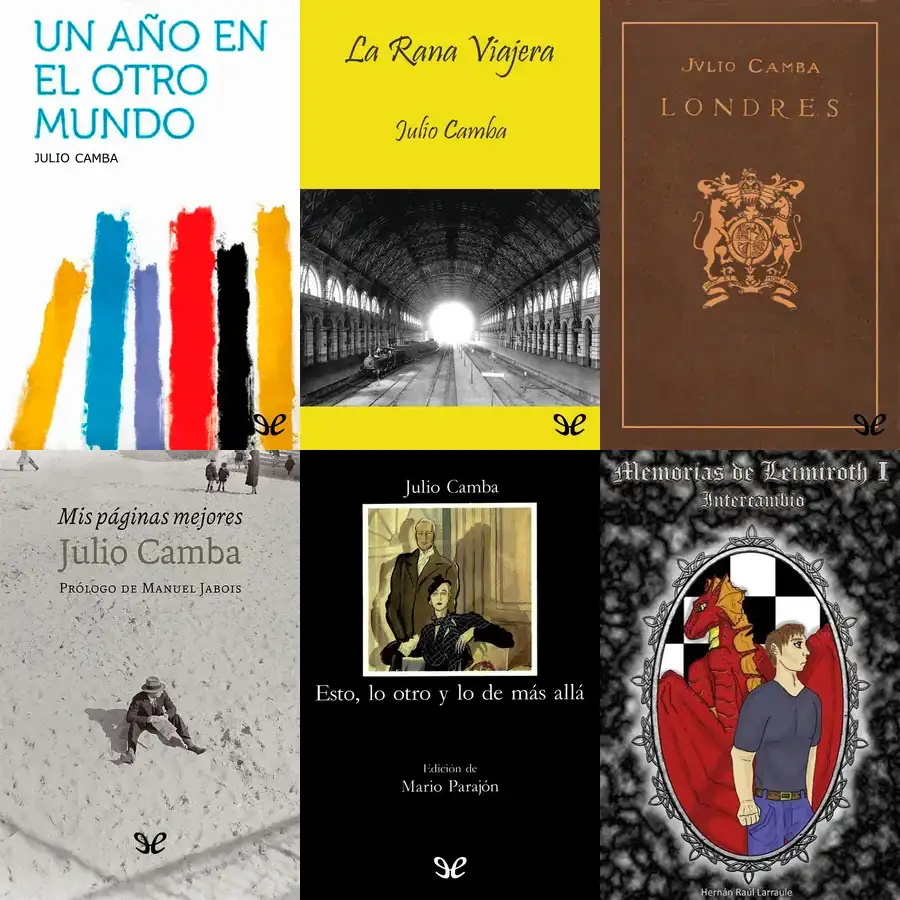 UN AÑO EN
EL OTRO
MUNDO
JULIO CAMBA
La Rana Viajera
Julio Camba
JVLIO CAMBA
LONDRES
Mis páginas mejores
Julio Camba
PRÓLOGO DE MANUEL JABOIS
Julio Camba
Esto, lo otro y lo de más allá
Edición de
Mario Parajón
Memorias de Leimiroth I
Intercambio
Hernán Raúl Larraule